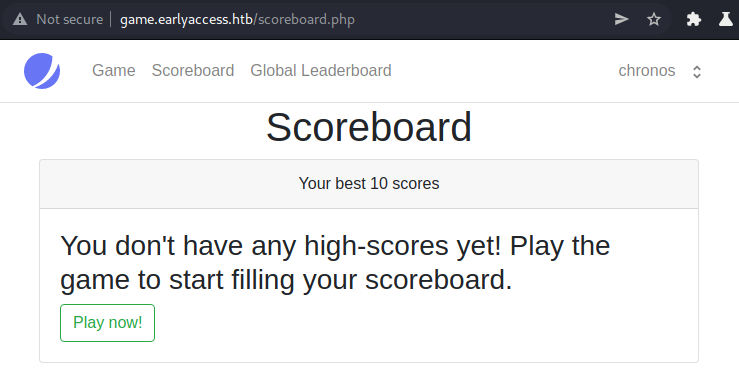 Not secure game.earlyaccess.htb/scoreboard.php
Game Scoreboard Global Leaderboard chronos
Scoreboard
Your best 10 scores
You don't have any high-scores yet! Play the
game to start filling your scoreboard.
Play now!